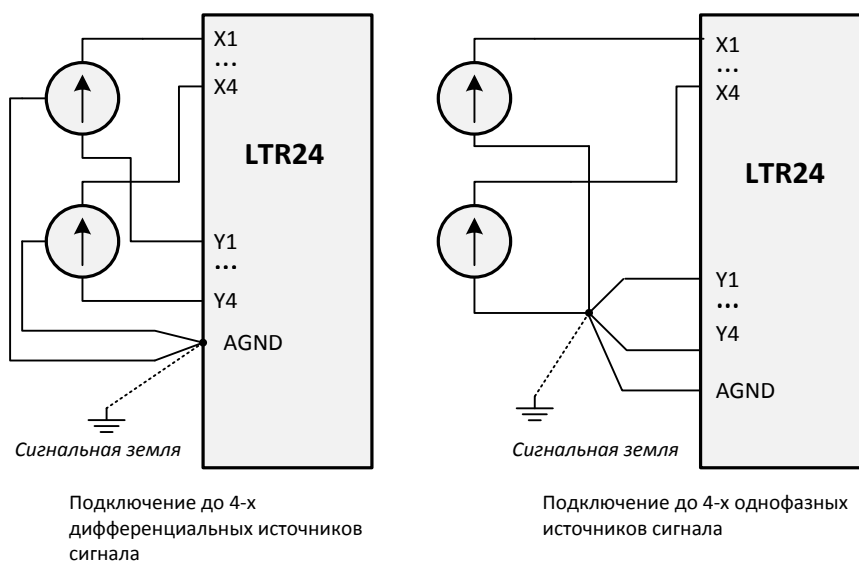 X1
...
X4
LTR24
Y1
...
Y4
AGND
Сигнальная земля
Подключение до 4-х
дифференциальных источников
сигнала
X1
...
X4
LTR24
Y1
...
Y4
AGND
Сигнальная земля
Подключение до 4-х однофазных
источников сигнала